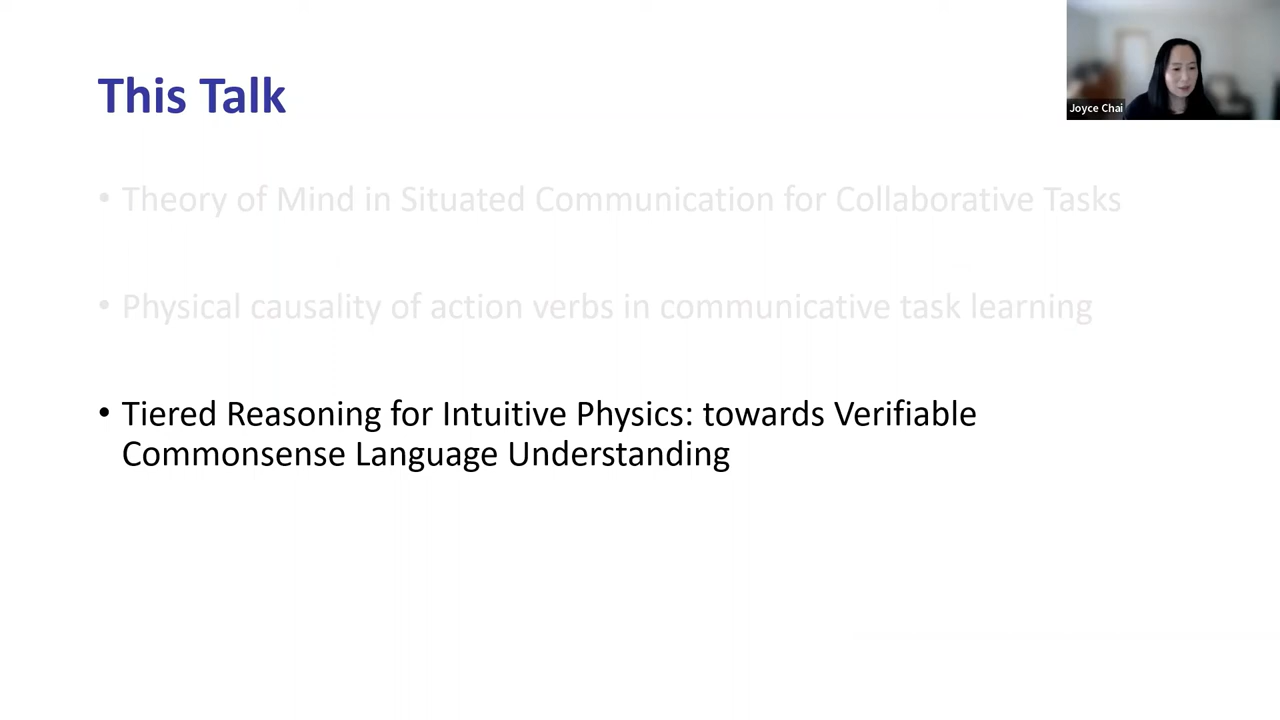 This Talk
Joyce Chai
• Theory of Mind in Situated Communication for Collaborative Tasks
• Physical causality of action verbs in communicative task learning
• Tiered Reasoning for Intuitive Physics: towards Verifiable
Commonsense Language Understanding